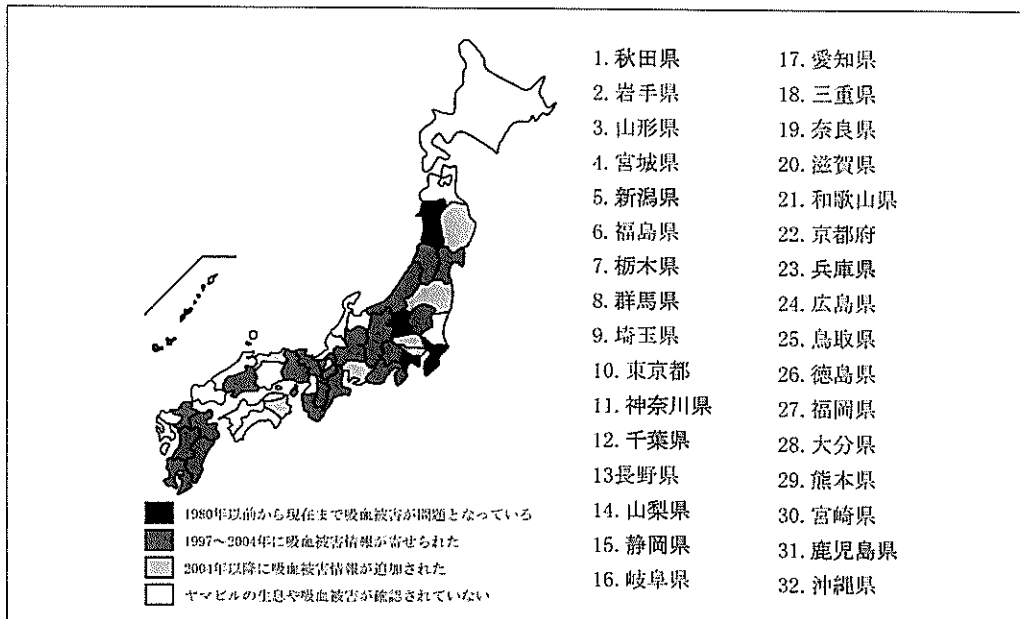 1. 秋田県
2. 岩手県
3. 山形県
4. 宮城県
5. 新潟県
6. 福島県
7. 栃木県
8. 群馬県
9. 埼玉県
10. 東京都
11. 神奈川県
12. 千葉県
13長野県
14. 山梨県
15. 静岡県
16. 岐阜県
17. 愛知県
18. 三重県
19. 奈良県
20. 滋賀県
21. 和歌山県
22. 京都府
23. 兵庫県
24. 広島県
25. 鳥取県
26. 徳島県
27. 福岡県
28. 大分県
29. 熊本県
30. 宮崎県
31. 鹿児島県
32. 沖縄県
1980年以前から現在まで吸血被害が問題となっている
1997～2004年に吸血被害情報が寄せられた
2004年以降に吸血被害情報が追加された
ヤマビルの生息や吸血被害が確認されていない